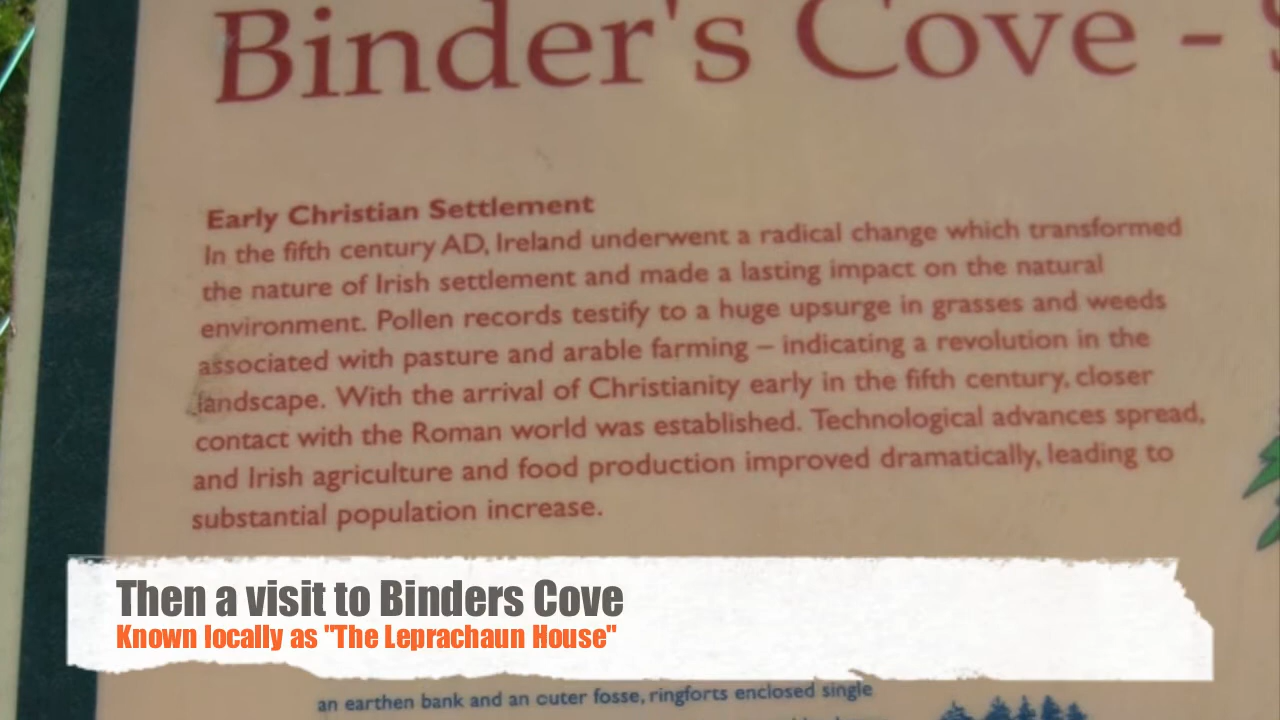 Binder's Cove -
Early Christian Settlement
In the fifth century AD, Ireland underwent a radical change which transformed
the nature of Irish settlement and made a lasting impact on the natural
environment. Pollen records testify to a huge upsurge in grasses and weeds
associated with pasture and arable farming – indicating a revolution in the
landscape. With the arrival of Christianity early in the fifth century, closer
contact with the Roman world was established. Technological advances spread,
and Irish agriculture and food production improved dramatically, leading to
substantial population increase.
Then a visit to Binders Cove
Known locally as "The Leprachaun House"
an earthen bank and an outer fosse, ringforts enclosed single